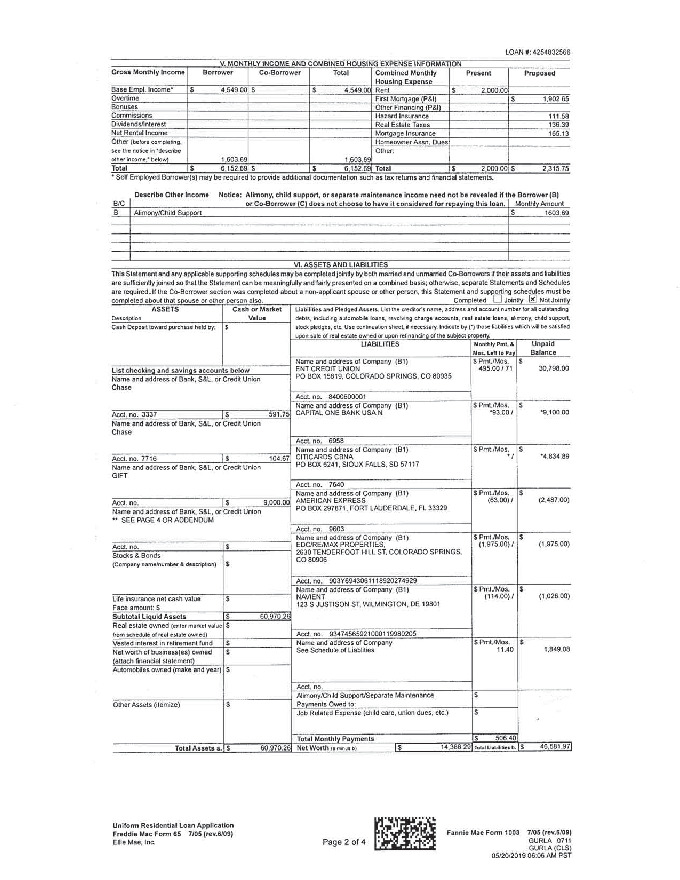 LOAN #: 4254832566
V. MONTHLY INCOME AND COMBINED HOUSING EXPENSE INFORMATION
Gross Monthly Income Borrower Co-Borrower Total Combined Monthly Housing Expense Present Proposed
Base Empl. Income* $ 4,549.00 $ $ 4,549.00 Rent $ 2,000.00
Overtime First Mortgage (P&I) $ 1,902.65
Bonuses Other Financing (P&I)
Commissions Hazard Insurance 111.58
Dividends/Interest Real Estate Taxes 136.39
Net Rental Income Mortgage Insurance 165.13
Other (before completing, Homeowner Assn. Dues
see the notice in "describe Other:
other income," below) 1,603.69 1,603.69
Total $ 6,152.69 $ $ 6,152.69 Total $ 2,000.00 $ 2,315.75
* Self Employed Borrower(s) may be required to provide additional documentation such as tax returns and financial statements.
Describe Other Income Notice: Alimony, child support, or separate maintenance income need not be revealed if the Borrower (B)
B/C or Co-Borrower (C) does not choose to have it considered for repaying this loan. Monthly Amount
B Alimony/Child Support $ 1603.69
VI. ASSETS AND LIABILITIES
This Statement and any applicable supporting schedules may be completed jointly by both married and unmarried Co-Borrowers if their assets and liabilities
are sufficiently joined so that the Statement can be meaningfully and fairly presented on a combined basis; otherwise, separate Statements and Schedules
are required. If the Co-Borrower section was completed about a non-applicant spouse or other person, this Statement and supporting schedules must be
completed about that spouse or other person also. Completed Jointly X Not Jointly
ASSETS Cash or Market Value
Description
Cash Deposit toward purchase held by: $
List checking and savings accounts below
Name and address of Bank, S&L, or Credit Union
Chase
Acct. no. 3337 $ 591.75
Name and address of Bank, S&L, or Credit Union
Chase
Acct. no. 7716 $ 104.67
Name and address of Bank, S&L, or Credit Union
GIFT
Acct. no. $ 9,000.00
Name and address of Bank, S&L, or Credit Union
** SEE PAGE 4 OR ADDENDUM
Acct. no. $
Stocks & Bonds
(Company name/number & description) $
Life insurance net cash value $
Face amount: $
Subtotal Liquid Assets $ 60,970.26
Real estate owned (enter market value $
from schedule of real estate owned)
Vested interest in retirement fund $
Net worth of business(es) owned $
(attach financial statement)
Automobiles owned (make and year) $
Other Assets (itemize) $
Total Assets a. $ 60,970.26
Liabilities and Pledged Assets. List the creditor's name, address and account number for all outstanding
debts, including automobile loans, revolving charge accounts, real estate loans, alimony, child support,
stock pledges, etc. Use continuation sheet, if necessary. Indicate by (*) those liabilities which will be satisfied
upon sale of real estate owned or upon refinancing of the subject property.
LIABILITIES Monthly Pmt. & Mos. Left to Pay Unpaid Balance
Name and address of Company (B1) $ Pmt./Mos. $
ENT CREDIT UNION 495.00 / 71 30,798.00
PO BOX 15819, COLORADO SPRINGS, CO 80935
Acct. no. 8400600001
Name and address of Company (B1) $ Pmt./Mos. $
CAPITAL ONE BANK USA N *93.00 / *9,100.00
Acct. no. 6958
Name and address of Company (B1) $ Pmt./Mos. $
CITICARDS CBNA * / *4,834.89
PO BOX 6241, SIOUX FALLS, SD 57117
Acct. no. 7640
Name and address of Company (B1) $ Pmt./Mos. $
AMERICAN EXPRESS (63.00) / (2,487.00)
PO BOX 297871, FORT LAUDERDALE, FL 33329
Acct. no. 9603
Name and address of Company (B1) $ Pmt./Mos. $
EDC/RE/MAX PROPERTIES, (1,975.00) / (1,975.00)
2630 TENDERFOOT HILL ST, COLORADO SPRINGS,
CO 80906
Acct. no. 903Y6943061118920274929
Name and address of Company (B1) $ Pmt./Mos. $
NAVIENT (114.00) / (1,026.00)
123 S JUSTISON ST, WILMINGTON, DE 19801
Acct. no. 93474565921000119980205
Name and address of Company $ Pmt./Mos. $
See Schedule of Liabilities 11.40 1,849.08
Acct. no.
Alimony/Child Support/Separate Maintenance $
Payments Owed to:
Job Related Expense (child care, union dues, etc.) $
Total Monthly Payments $ 506.40
Net Worth (a minus b) $ 14,388.29 Total Liabilities b. $ 46,581.97
Uniform Residential Loan Application
Freddie Mac Form 65 7/05 (rev.6/09)
Ellie Mae, Inc.
Page 2 of 4
Fannie Mae Form 1003 7/05 (rev.6/09)
GURLA 0711
GURLA (CLS)
05/20/2019 06:06 AM PST